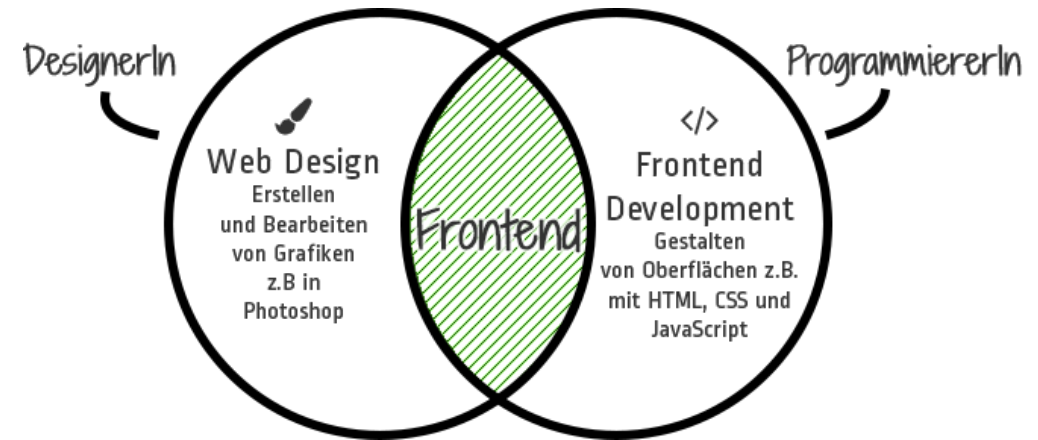 DesignerIn
ProgrammiererIn
</>
Web Design
Erstellen
und Bearbeiten
von Grafiken
z.B in
Photoshop
Frontend
Frontend
Development
Gestalten
von Oberflächen z.B.
mit HTML, CSS und
JavaScript